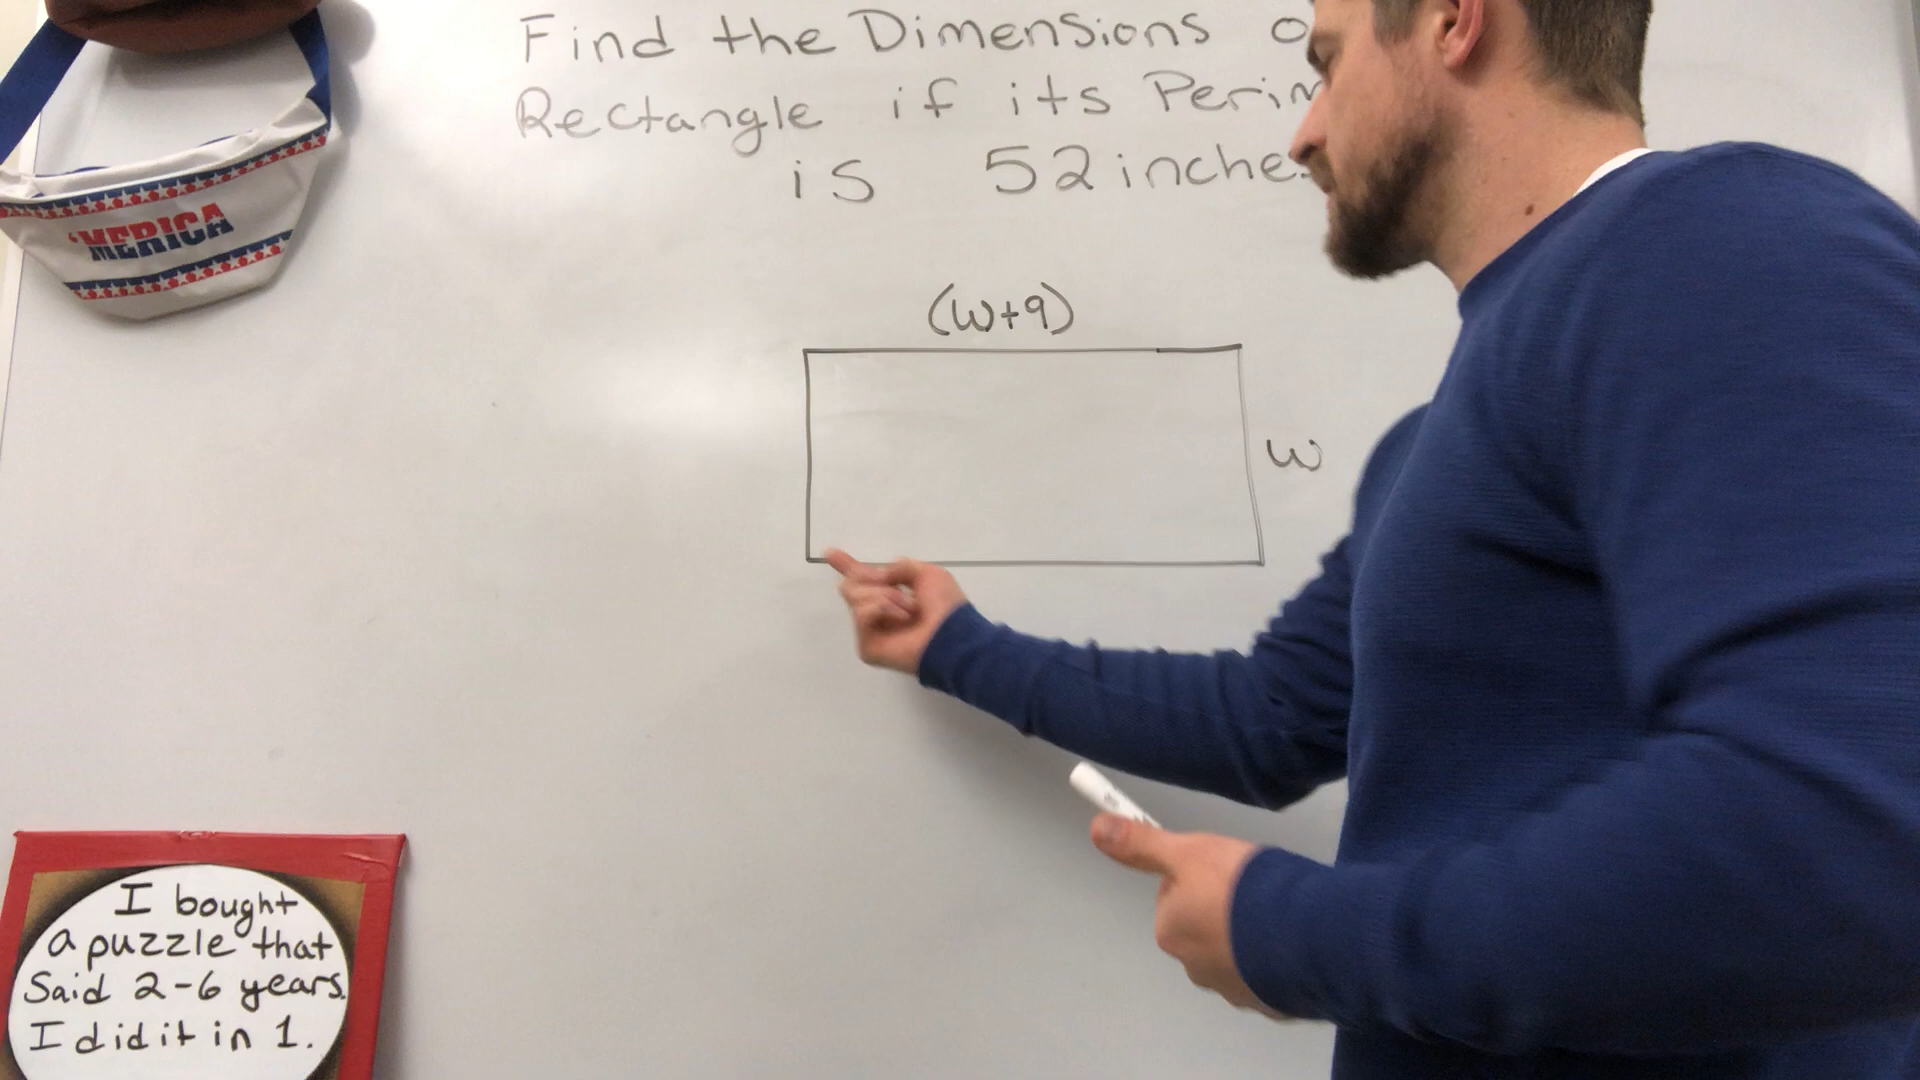 Find the Dimensions
Rectangle if its
is 52 inches
(w+9)
w
'MERICA
I bought
a puzzle that
Said 2-6 years.
I did it in 1.